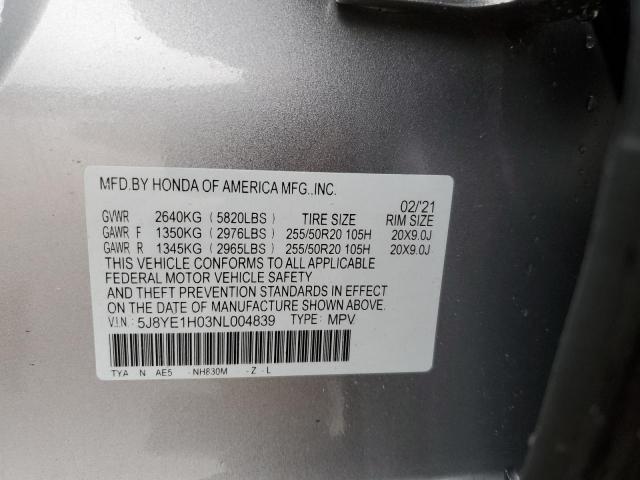 MFD.BY HONDA OF AMERICA MFG.,INC.
02/'21
GVWR 2640KG (5820LBS) TIRE SIZE RIM SIZE
GAWR F 1350KG (2976LBS) 255/50R20 105H 20X9.0J
GAWR R 1345KG (2965LBS) 255/50R20 105H 20X9.0J
THIS VEHICLE CONFORMS TO ALL APPLICABLE
FEDERAL MOTOR VEHICLE SAFETY
AND THEFT PREVENTION STANDARDS IN EFFECT
ON THE DATE OF MANUFACTURE SHOWN ABOVE.
V.I.N: 5J8YE1H03NL004839 TYPE: MPV
TYA N AE5 -NH830M -Z-L